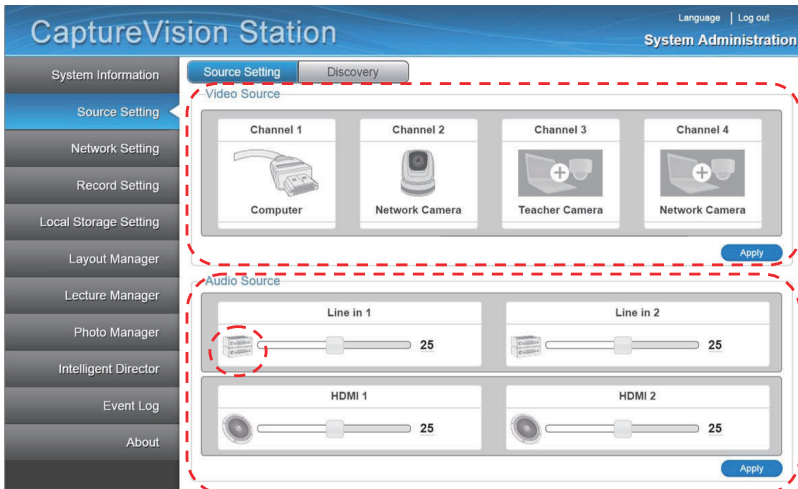 CaptureVision Station
Language | Log out
System Administration
System Information
Source Setting
Network Setting
Record Setting
Local Storage Setting
Layout Manager
Lecture Manager
Photo Manager
Intelligent Director
Event Log
About
Source Setting
Discovery
Video Source
Channel 1
Channel 2
Channel 3
Channel 4
Computer
Network Camera
Teacher Camera
Network Camera
Apply
Audio Source
Line in 1
25
Line in 2
25
HDMI 1
25
HDMI 2
25
Apply